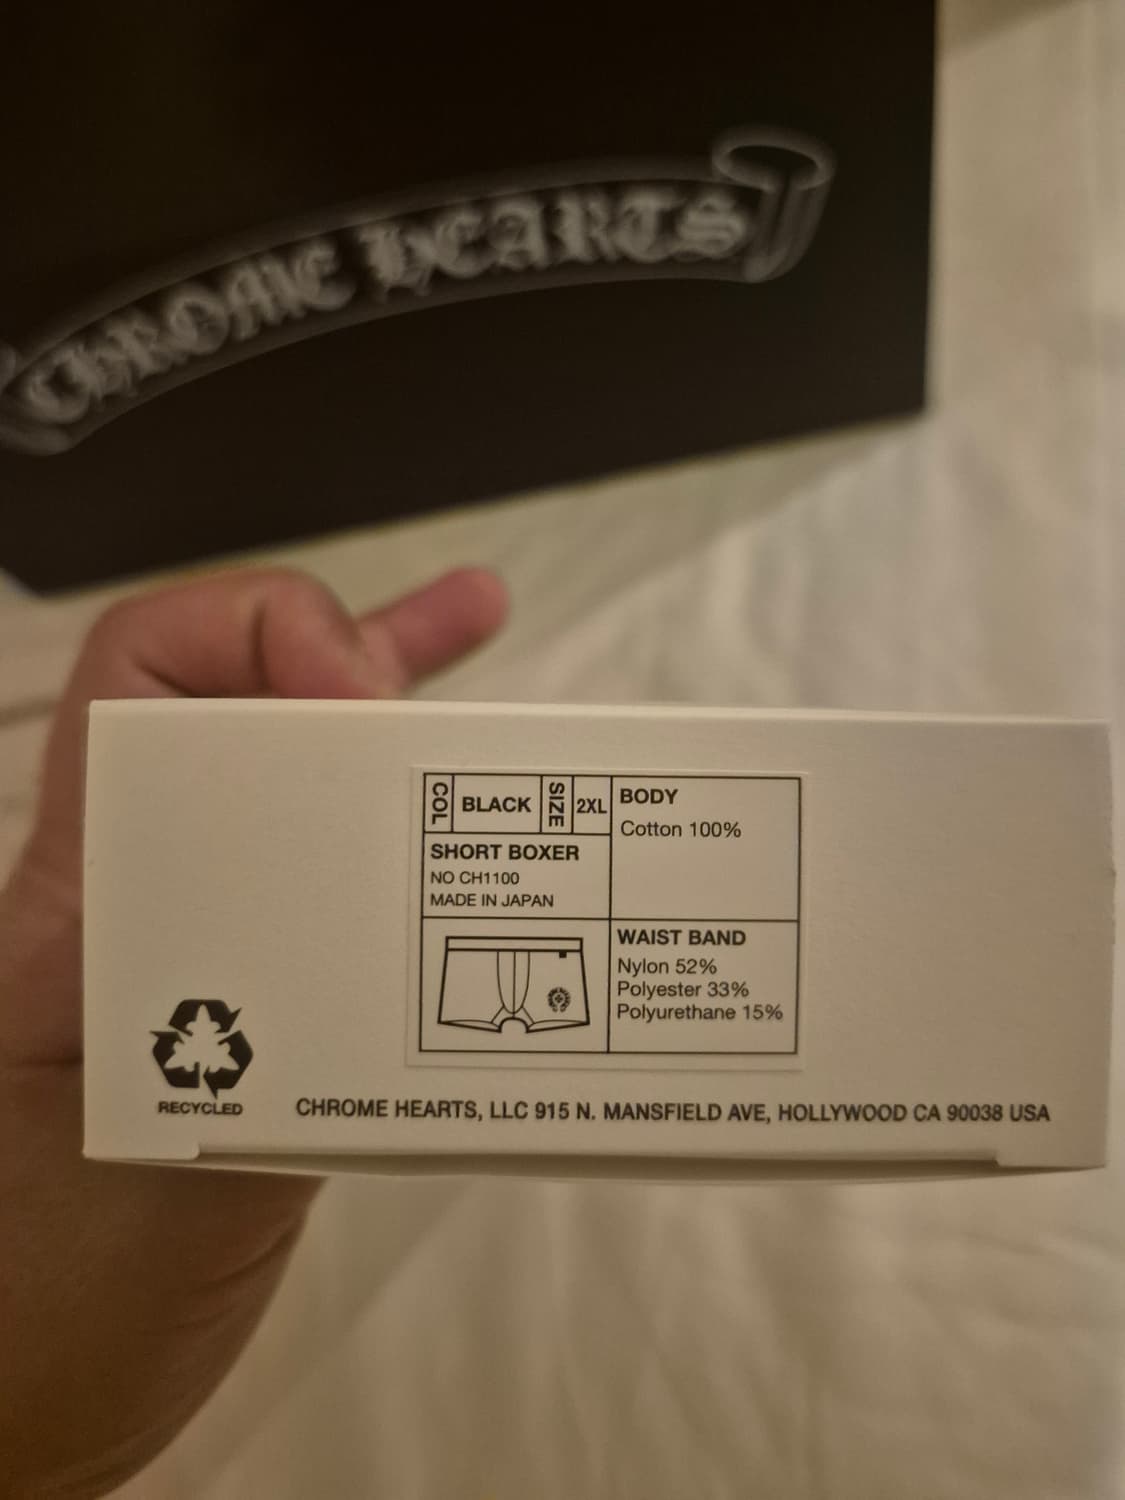 CHROME HEARTS
COL BLACK SIZE 2XL
SHORT BOXER
NO CH1100
MADE IN JAPAN
BODY
Cotton 100%
WAIST BAND
Nylon 52%
Polyester 33%
Polyurethane 15%
RECYCLED
CHROME HEARTS, LLC 915 N. MANSFIELD AVE, HOLLYWOOD CA 90038 USA